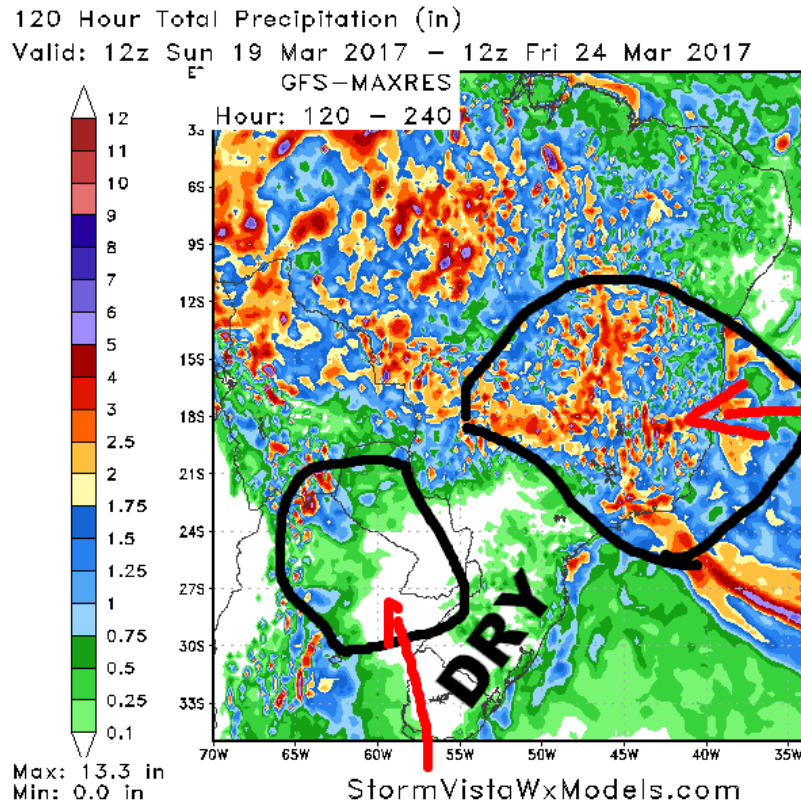 120 Hour Total Precipitation (in)
Valid: 12z Sun 19 Mar 2017 – 12z Fri 24 Mar 2017
GFS–MAXRES
Hour: 120 – 240
12
11
10
9
8
7
6
5
4
3
2.5
2
1.75
1.5
1.25
1
0.75
0.5
0.25
0.1
6S
9S
12S
15S
18S
21S
24S
27S
30S
33S
DRY
70W 65W 60W 55W 50W 45W 40W 35W
Max: 13.3 in
Min: 0.0 in
StormVistaWxModels.com